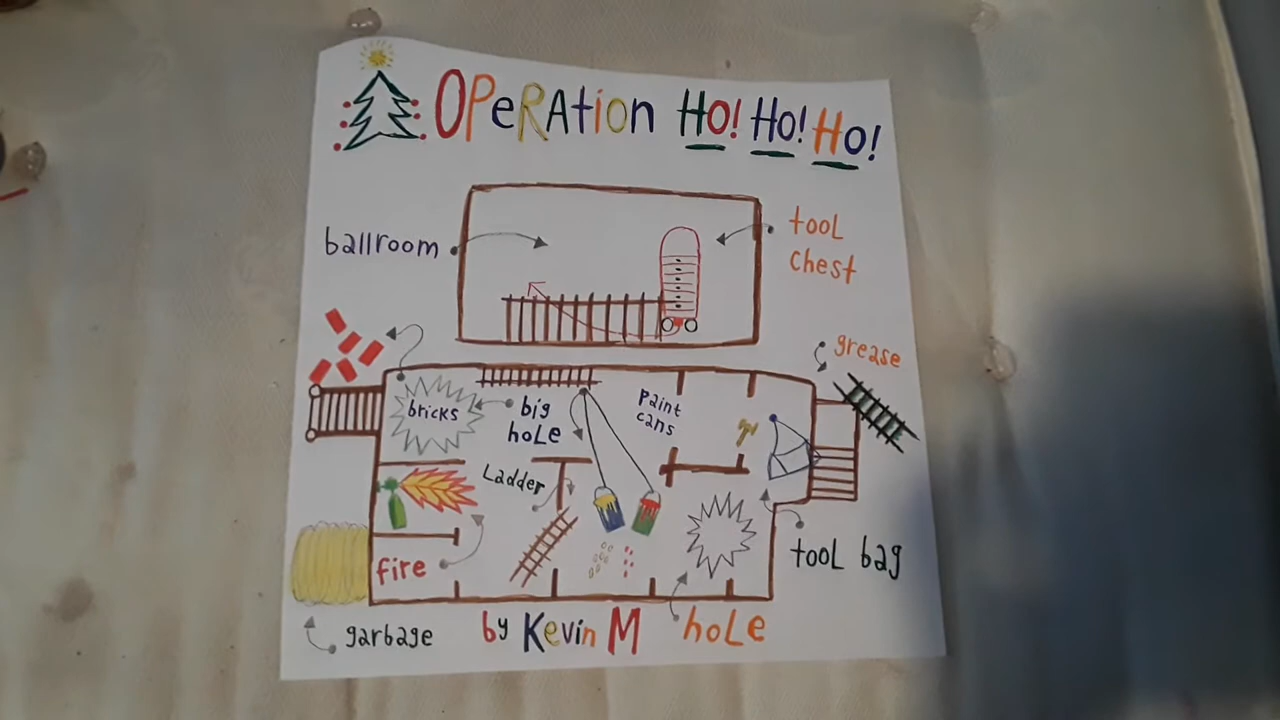 OPeRAtion Ho! Ho! Ho!
ballroom
tool
chest
grease
bricks
big
hole
Paint
cans
Ladder
fire
tool bag
garbage
by Kevin M
hole